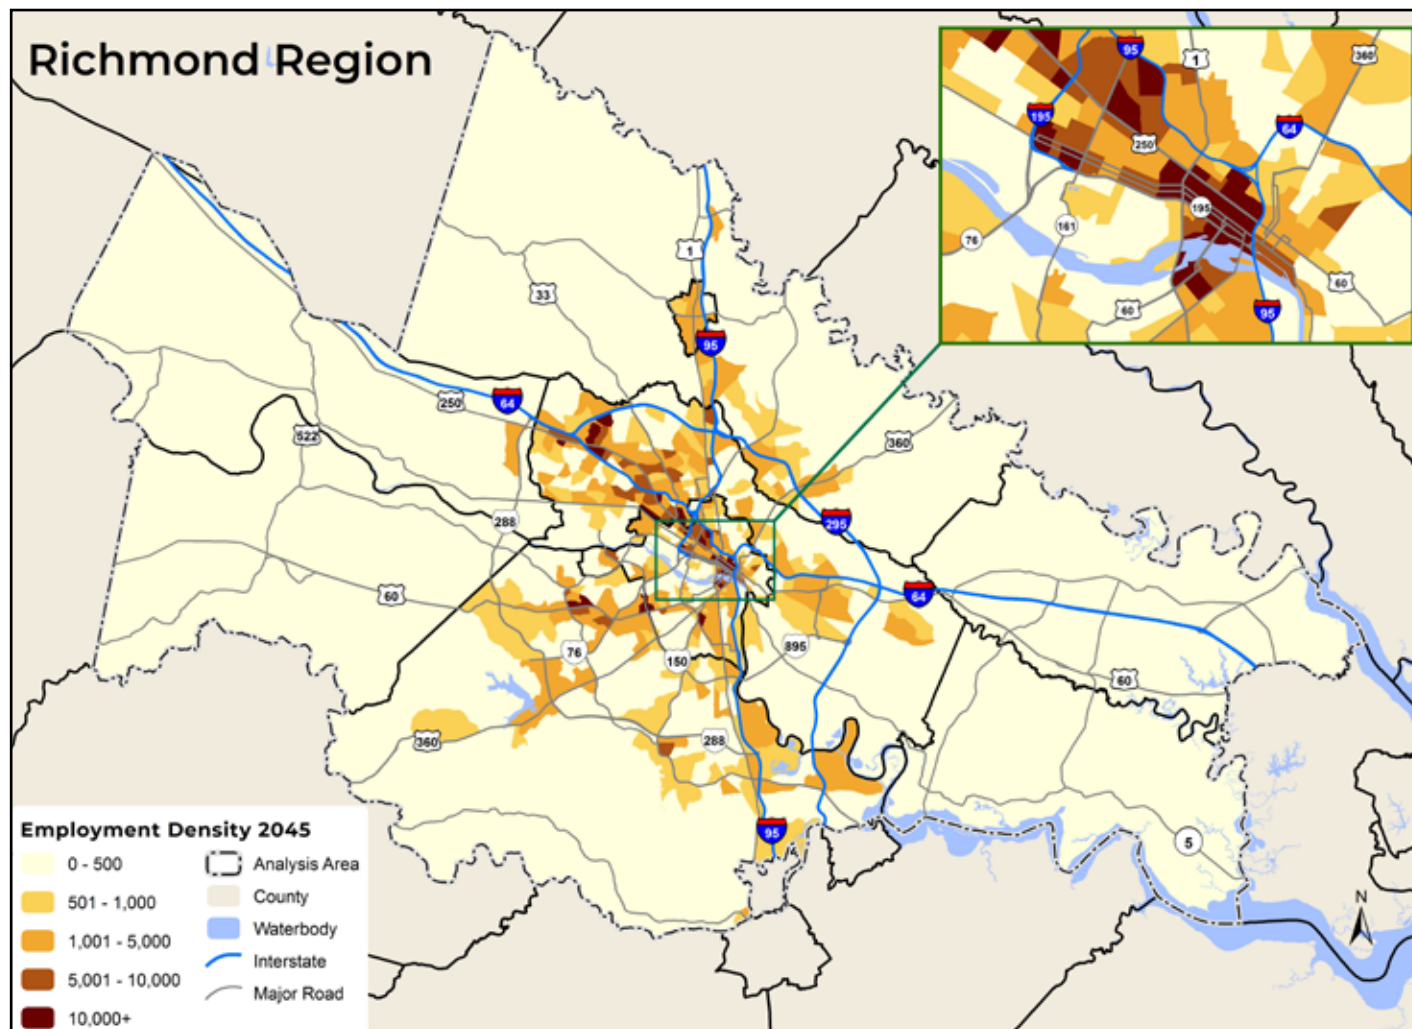 Richmond Region
95
1
360
195
64
250
195
161
76
60
60
95
1
33
95
64
250
522
360
288
295
60
64
76
150
895
60
288
360
95
5
N
Employment Density 2045
0 - 500
501 - 1,000
1,001 - 5,000
5,001 - 10,000
10,000+
Analysis Area
County
Waterbody
Interstate
Major Road